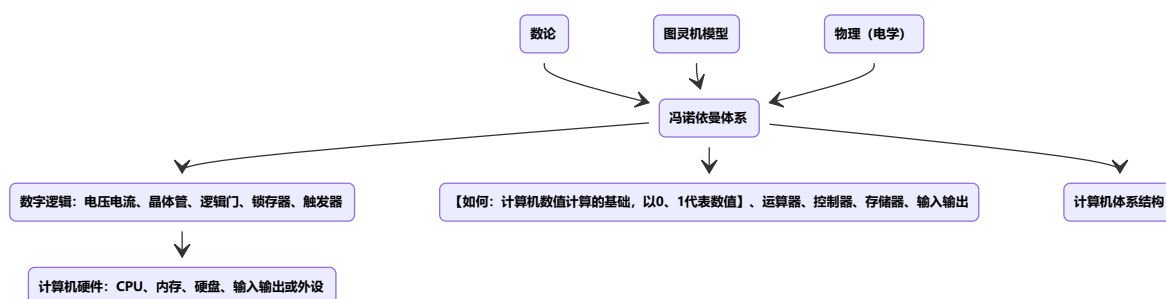 数论
图灵机模型
物理（电学）
冯诺依曼体系
数字逻辑：电压电流、晶体管、逻辑门、锁存器、触发器
【如何：计算机数值计算的基础，以0、1代表数值】、运算器、控制器、存储器、输入输出
计算机体系结构
计算机硬件：CPU、内存、硬盘、输入输出或外设